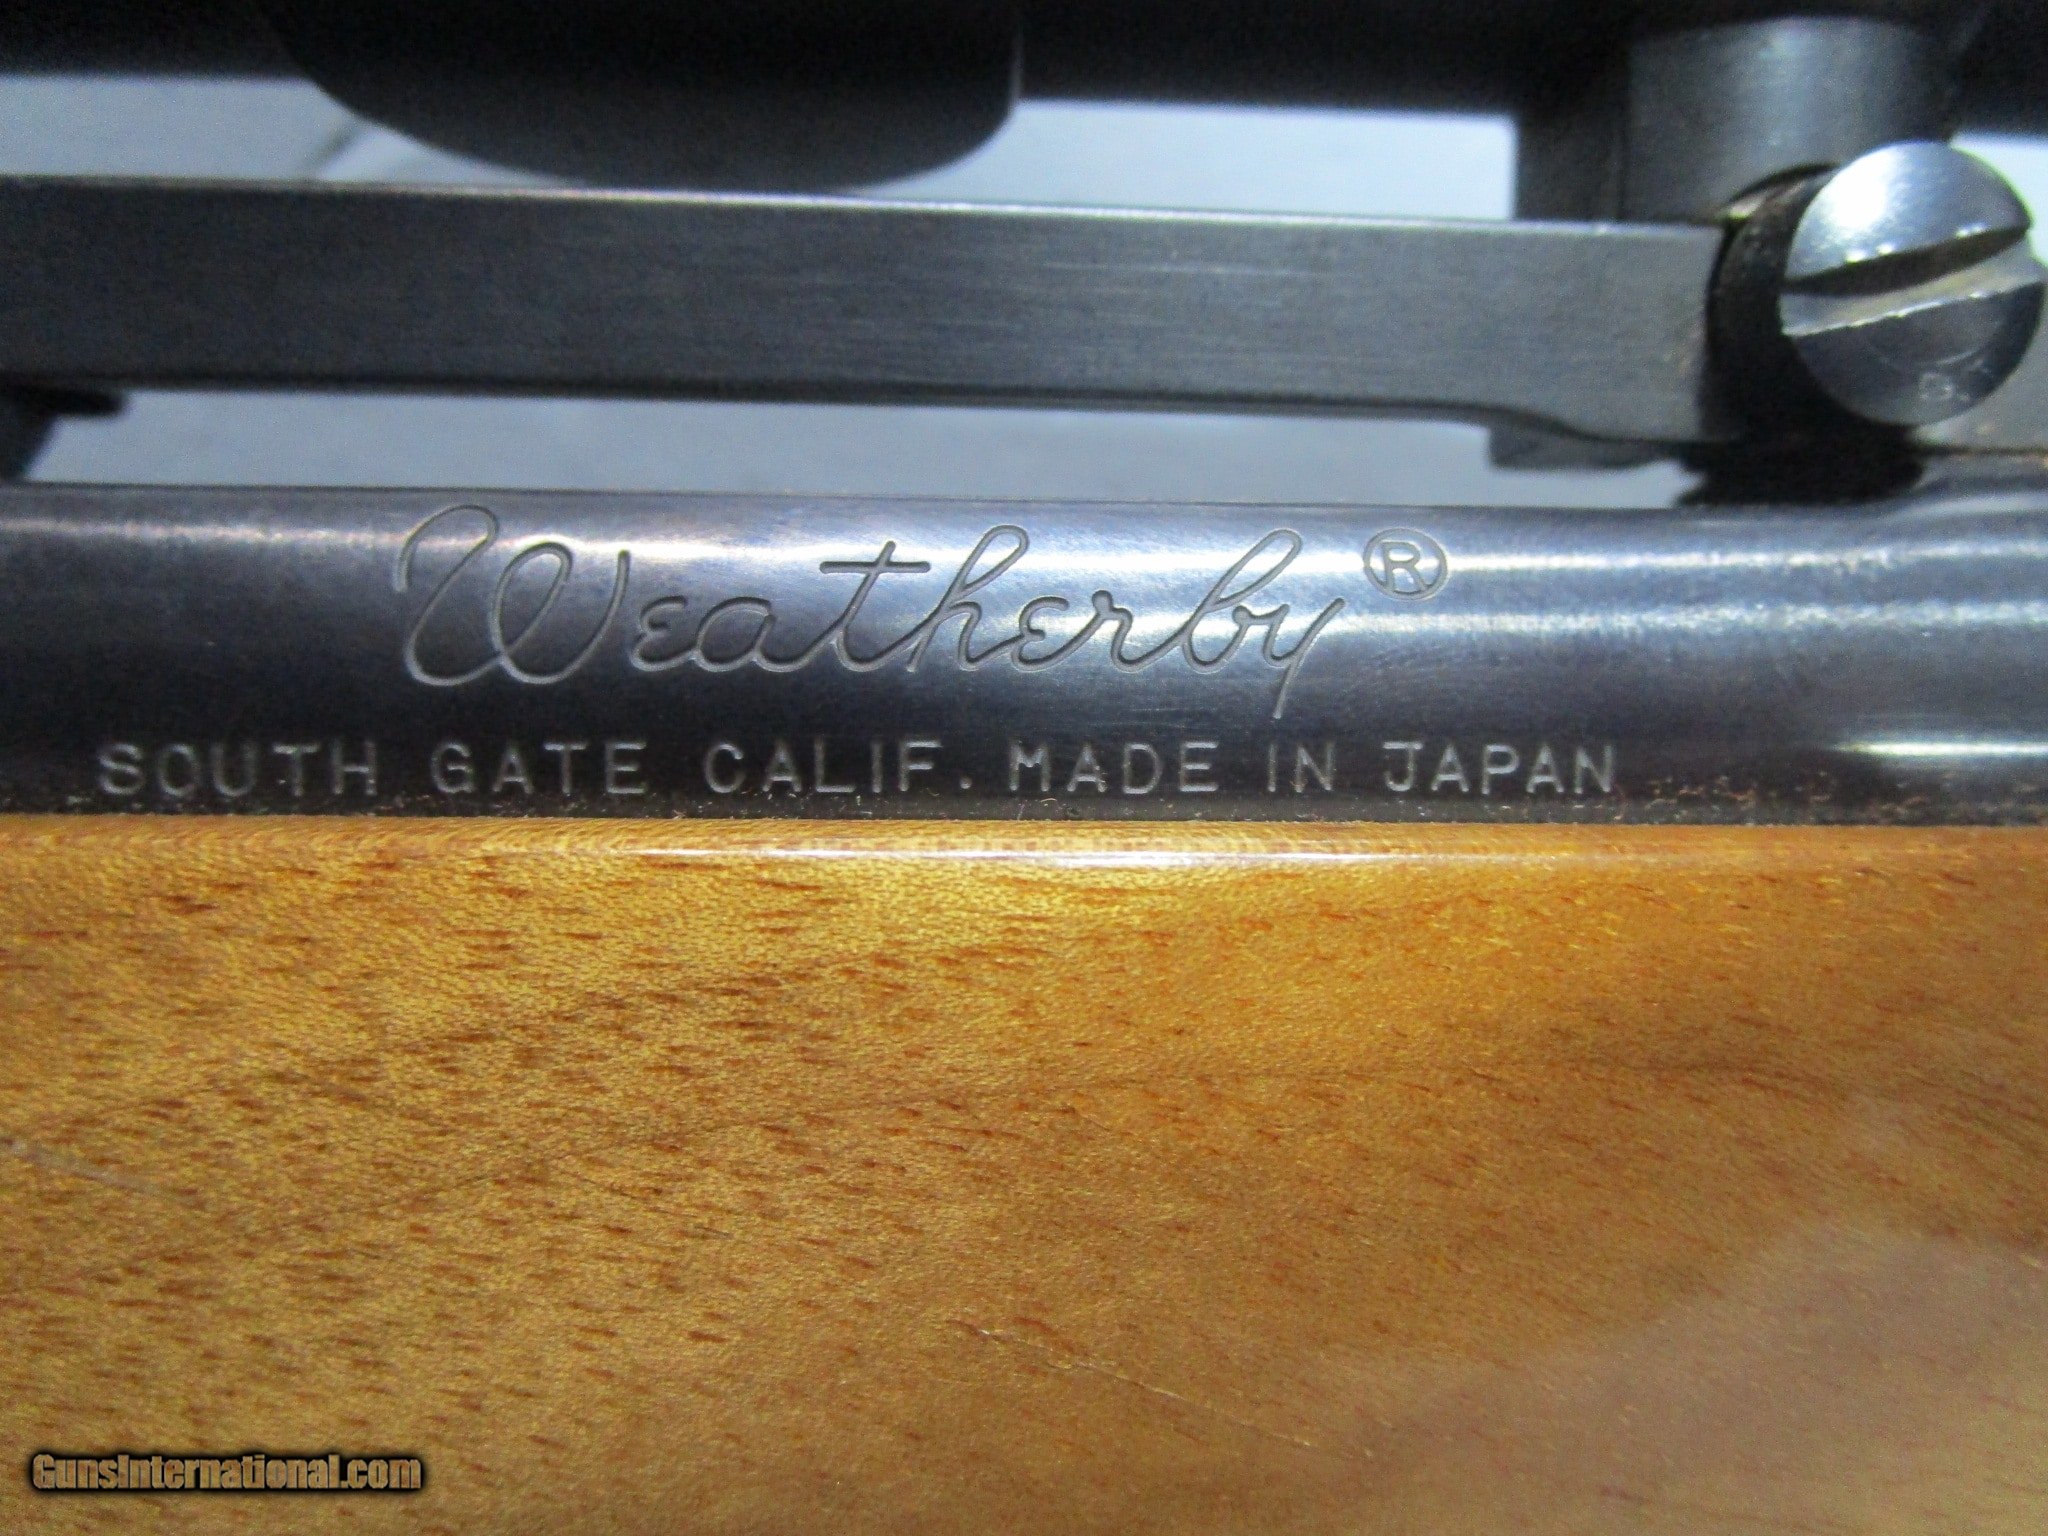 Weatherby®
SOUTH GATE CALIF. MADE IN JAPAN
GunsInternational.com